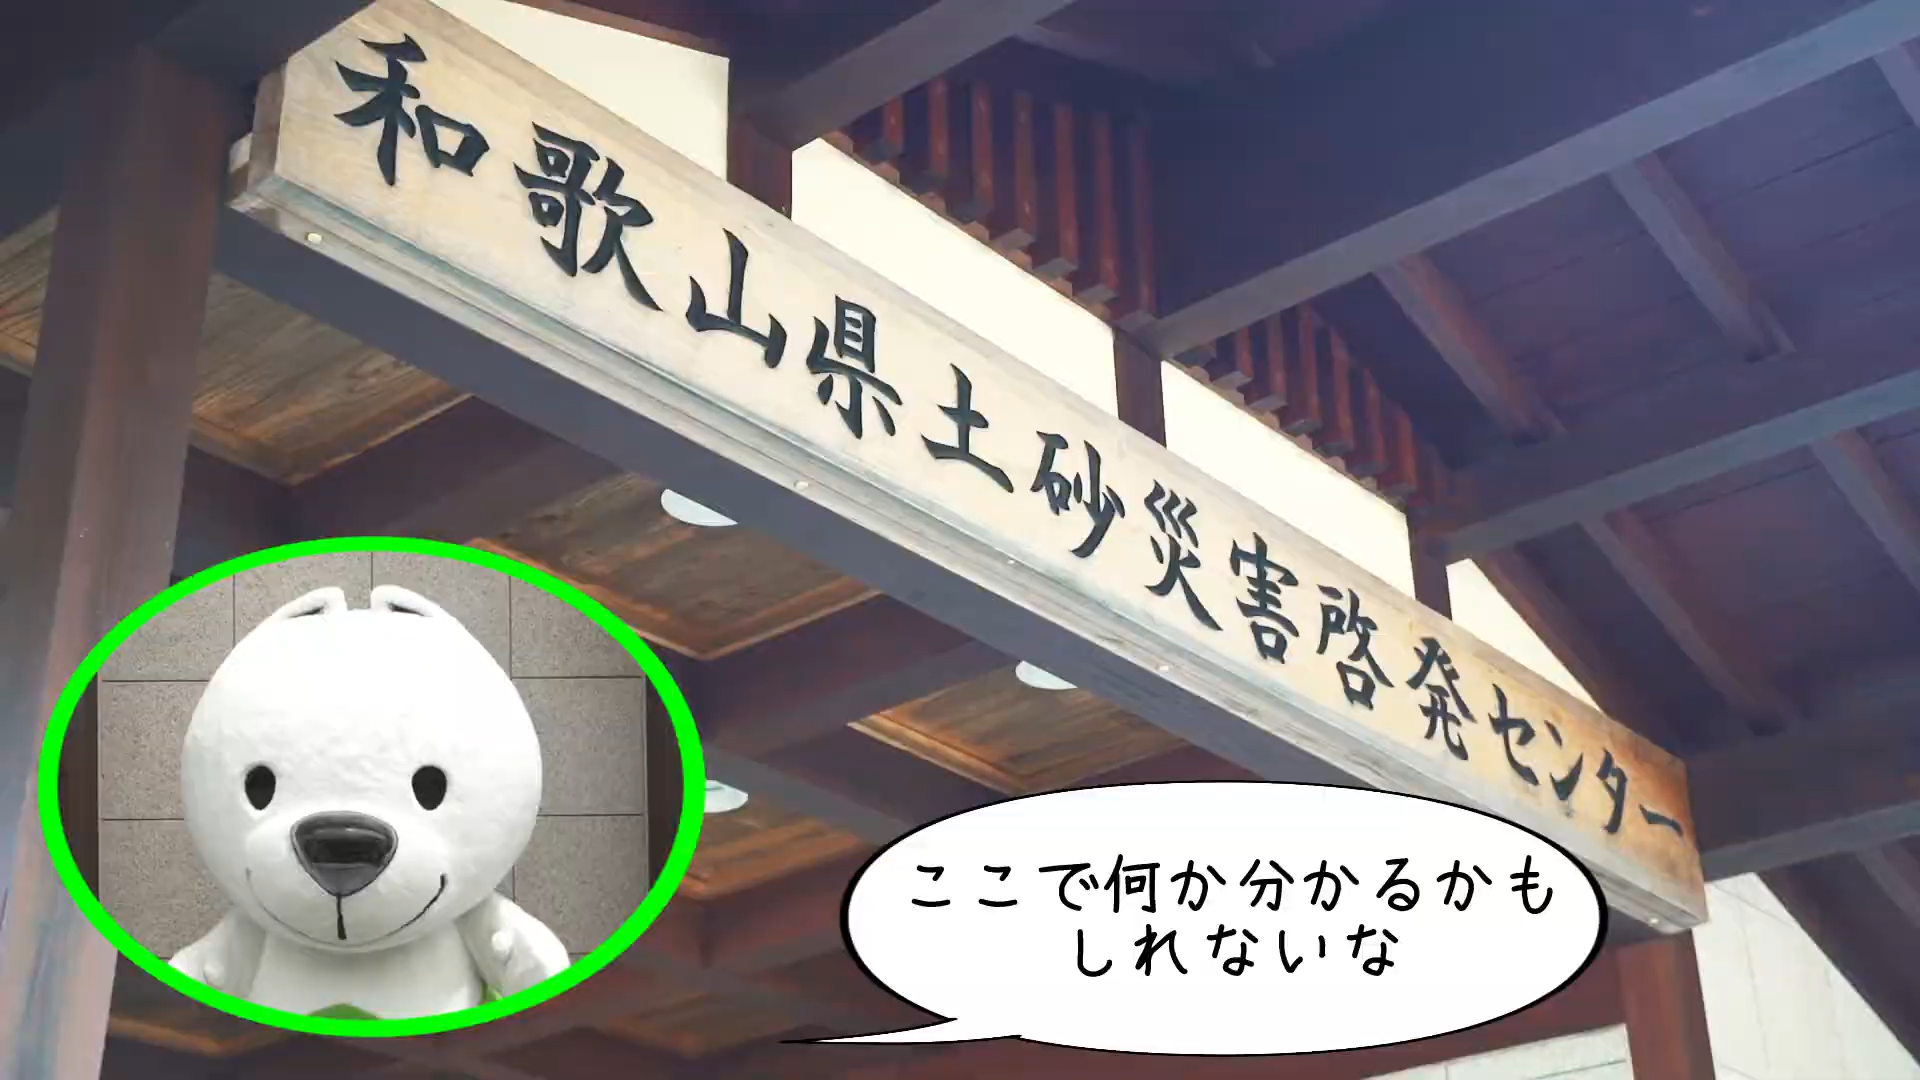 和歌山県土砂災害啓発センター
ここで何か分かるかも
しれないな